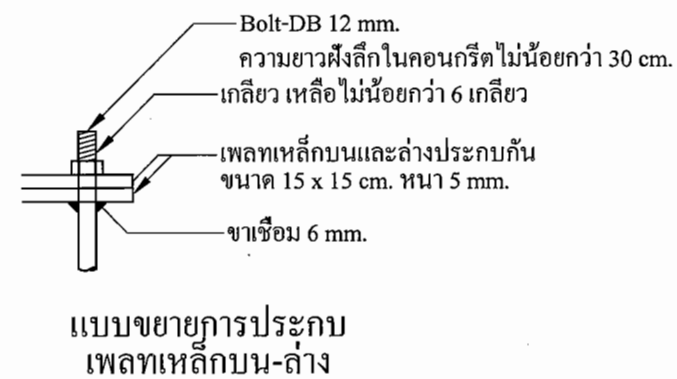 Bolt-DB 12 mm.
ความยาวฝังลึกในคอนกรีตไม่น้อยกว่า 30 cm.
เกลียว เหลือไม่น้อยกว่า 6 เกลียว
เพลทเหล็กบนและล่างประกบกัน
ขนาด 15 x 15 cm. หนา 5 mm.
ขาเชื่อม 6 mm.
แบบขยายการประกบ
เพลทเหล็กบน-ล่าง